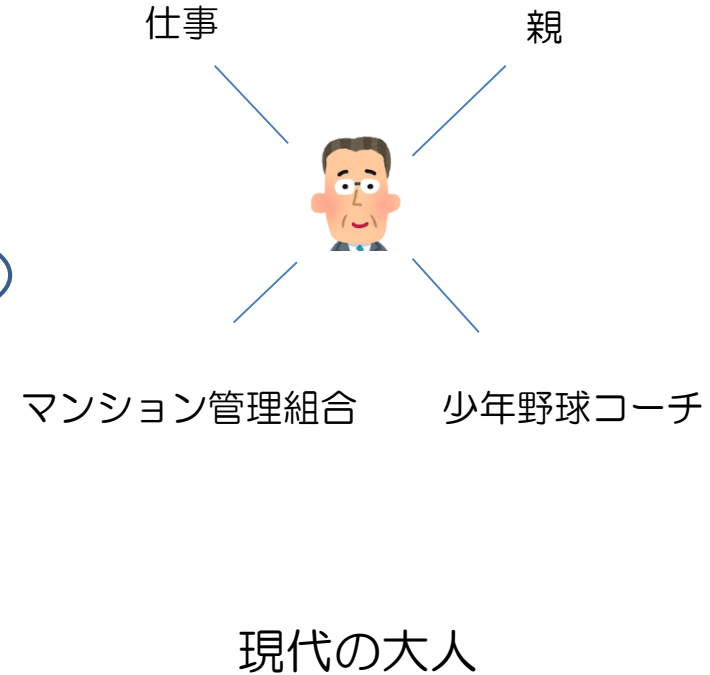 仕事
親
マンション管理組合
少年野球コーチ
現代の大人